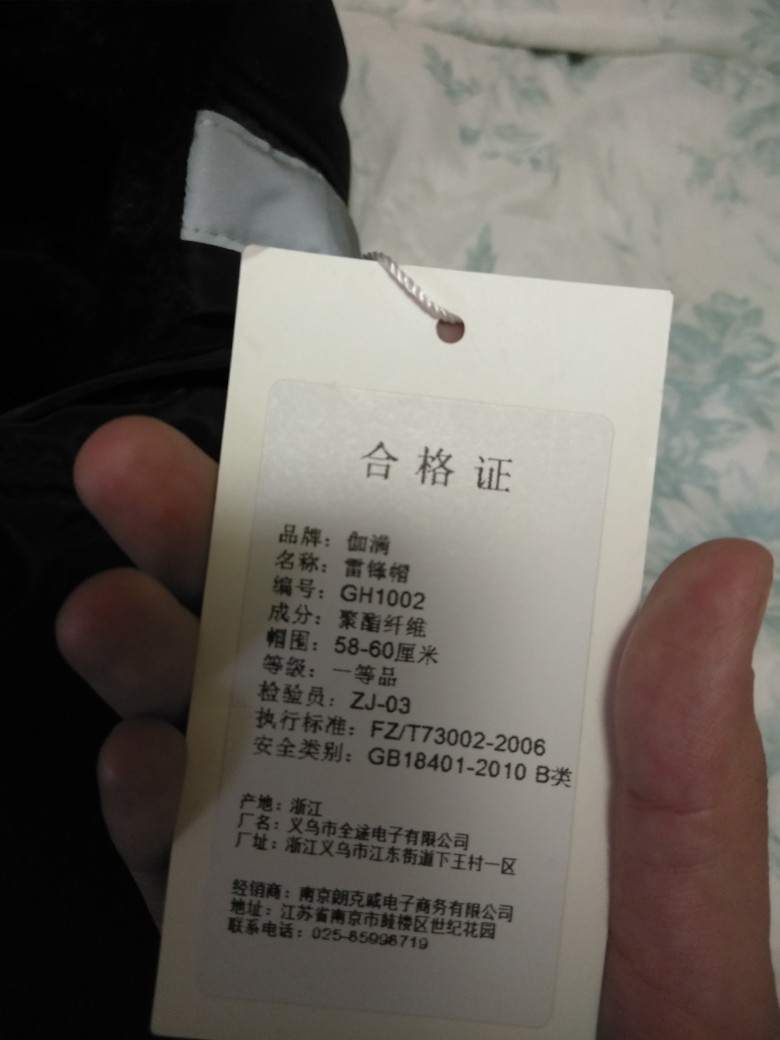 合格证
品牌：伽满
名称：雷锋帽
编号：GH1002
成分：聚酯纤维
帽围：58-60厘米
等级：一等品
检验员：ZJ-03
执行标准：FZ/T73002-2006
安全类别：GB18401-2010 B类
产地：浙江
厂名：义乌市全途电子有限公司
厂址：浙江义乌市江东街道下王村一区
经销商：南京朗克威电子商务有限公司
地址：江苏省南京市鼓楼区世纪花园
联系电话：025-85998719